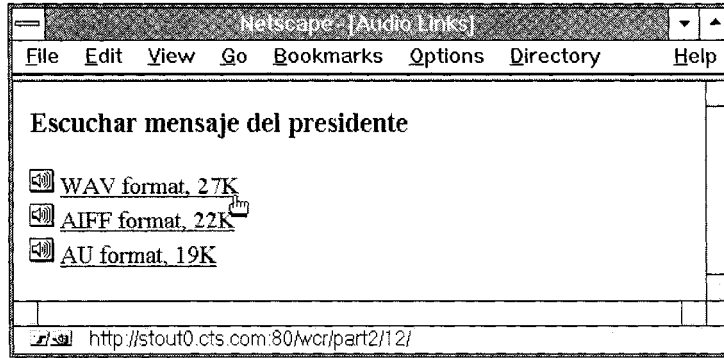 Netscape - [Audio Links]
File Edit View Go Bookmarks Options Directory Help
Escuchar mensaje del presidente
WAV format, 27K
AIFF format, 22K
AU format, 19K
http://stout0.cts.com:80/wcr/part2/12/